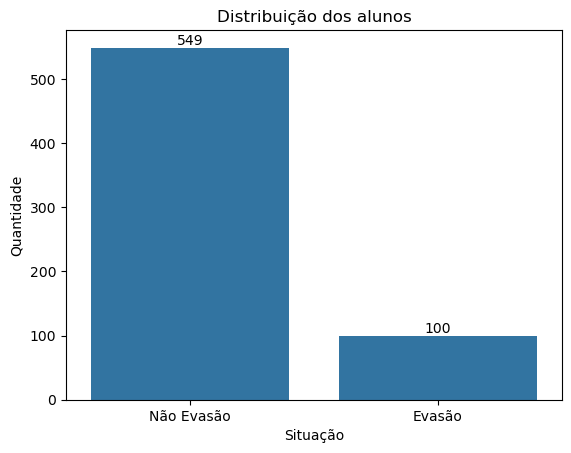 Distribuição dos alunos
549
500
400
300
200
100
0
100
Quantidade
Não Evasão
Evasão
Situação